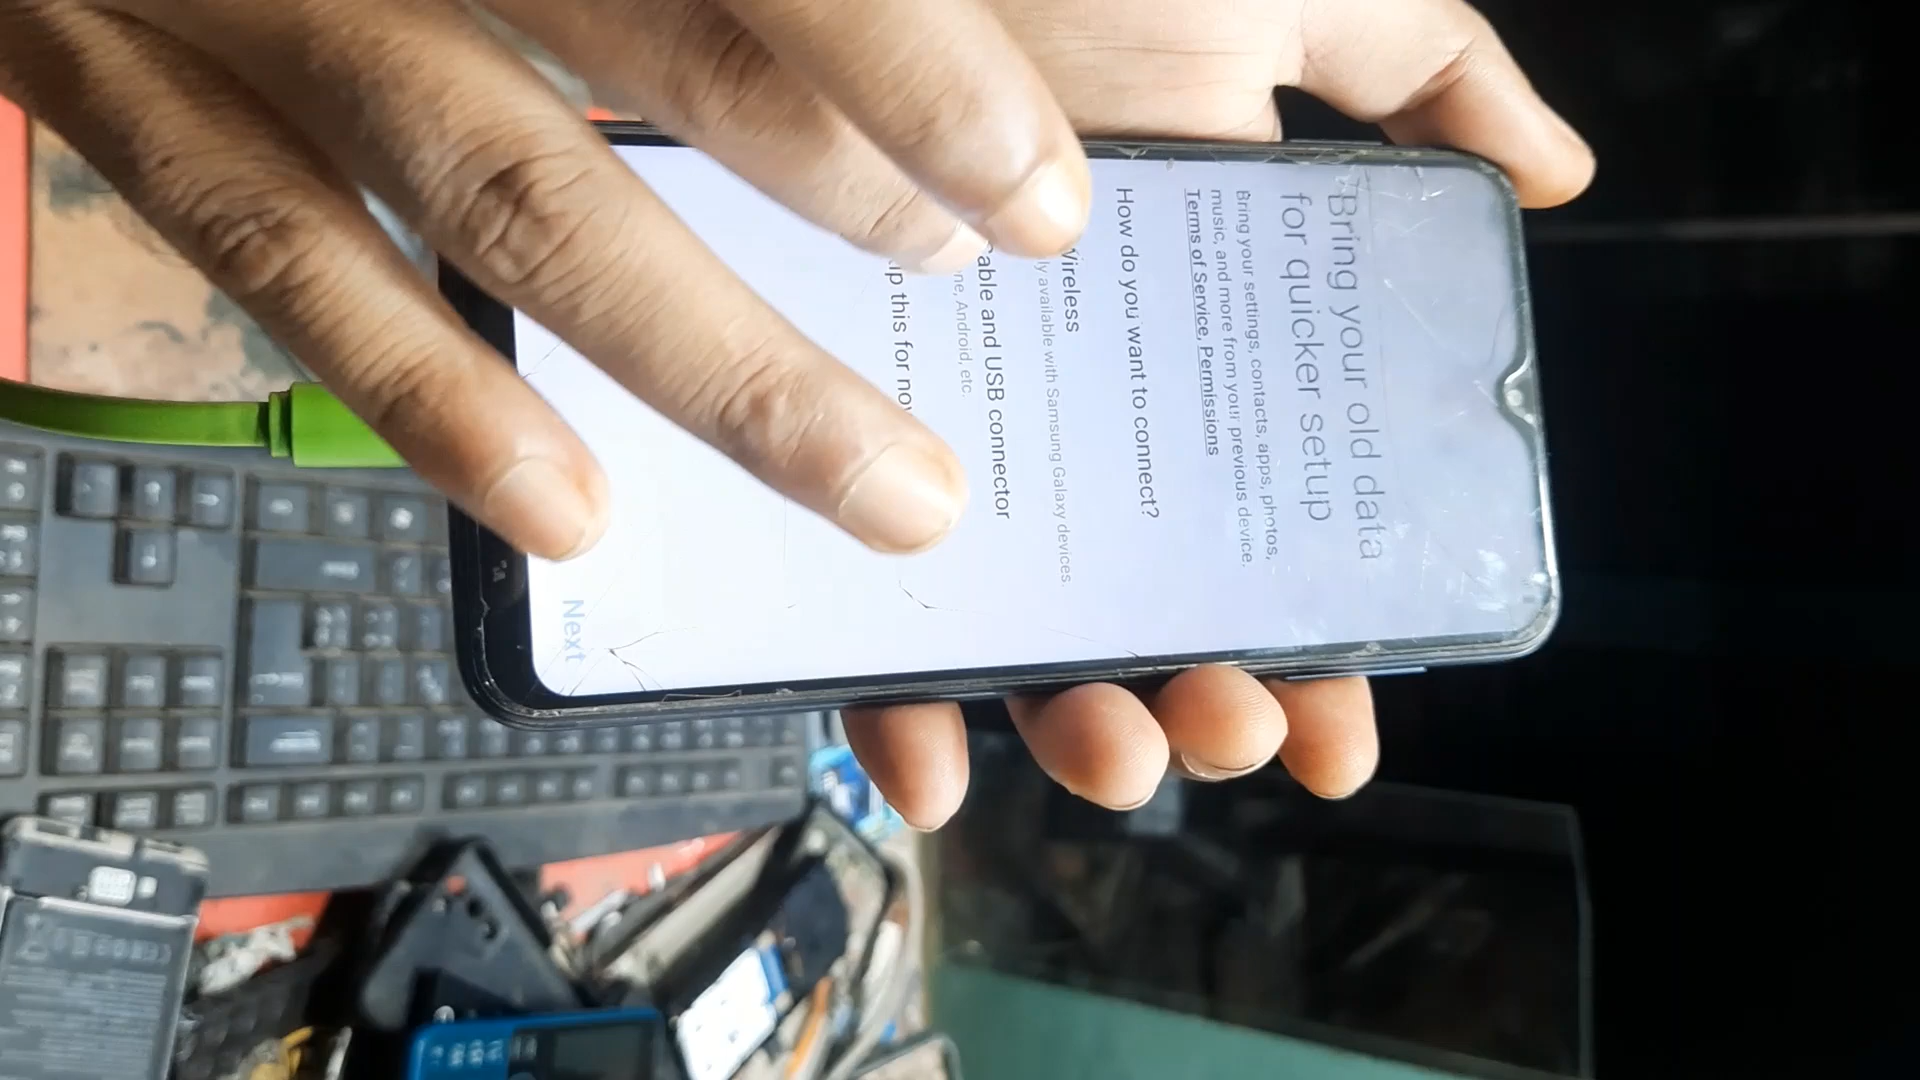 Bring your old data
for quicker setup
Bring your settings, contacts, apps, photos,
music, and more from your previous device.
Terms of Service, Permissions
How do you want to connect?
Wireless
available with Samsung Galaxy devices.
and USB connector
Android, etc.
this for now
Next